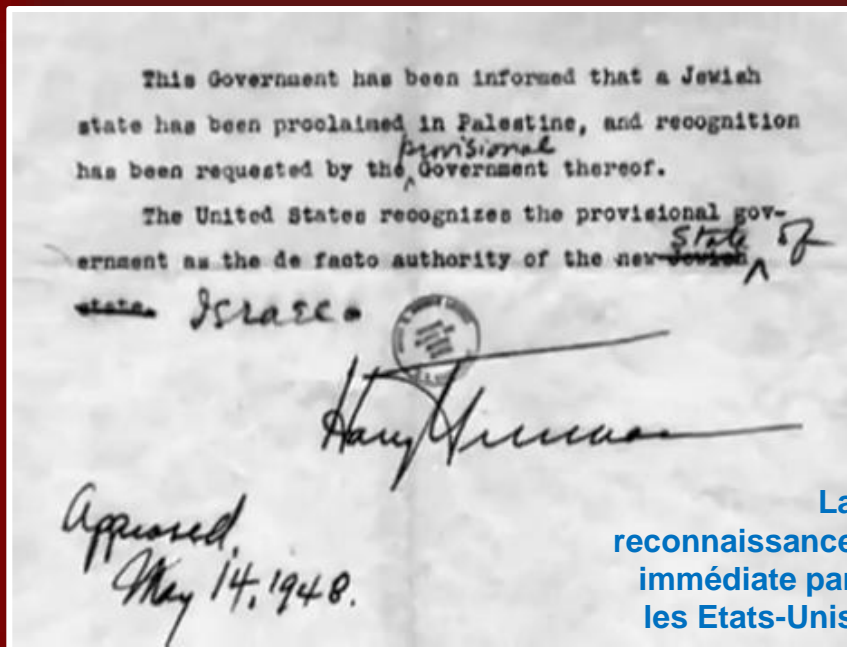 This Government has been informed that a Jewish
state has been proclaimed in Palestine, and recognition
provisional
has been requested by the Government thereof.
The United States recognizes the provisional gov-
State of
ernment as the de facto authority of the new Jewish
state. Israel.
Harry Truman
Approved,
May 14, 1948.
La
reconnaissance
immédiate par
les Etats-Unis